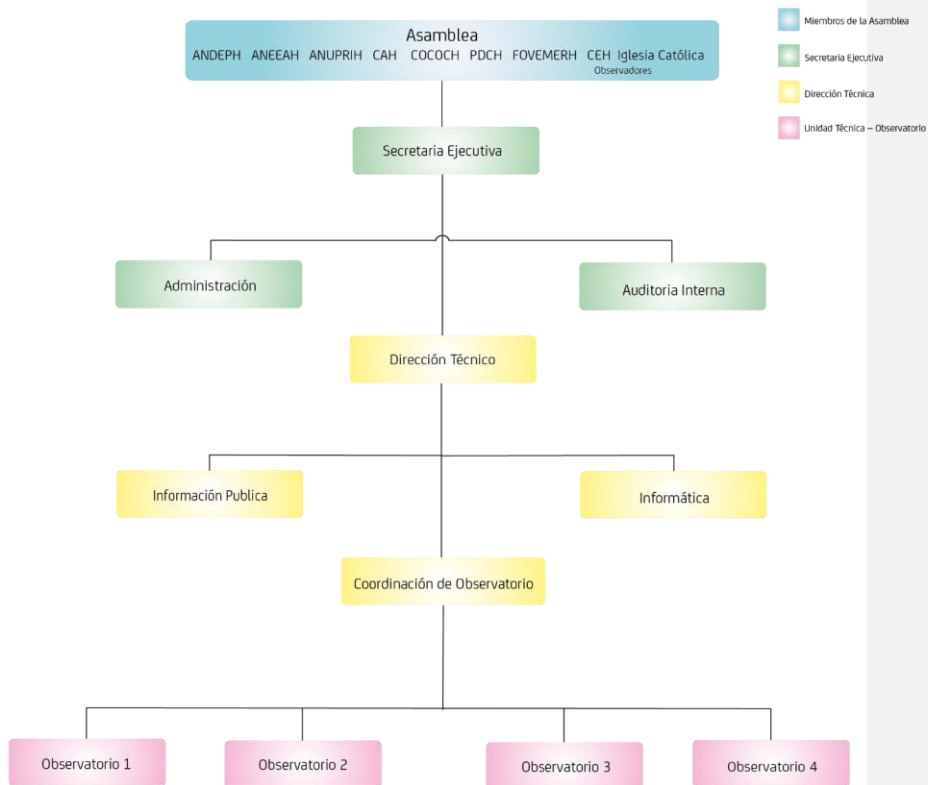 Asamblea
ANDEPH ANEEAH ANUPRIH CAH COCOCH PDCH FOVEMERH CEH Iglesia Católica
Observadores
Miembros de la Asamblea
Secretaria Ejecutiva
Dirección Técnica
Unidad Técnica – Observatorio
Secretaria Ejecutiva
Administración
Auditoria Interna
Dirección Técnico
Información Publica
Informática
Coordinación de Observatorio
Observatorio 1
Observatorio 2
Observatorio 3
Observatorio 4